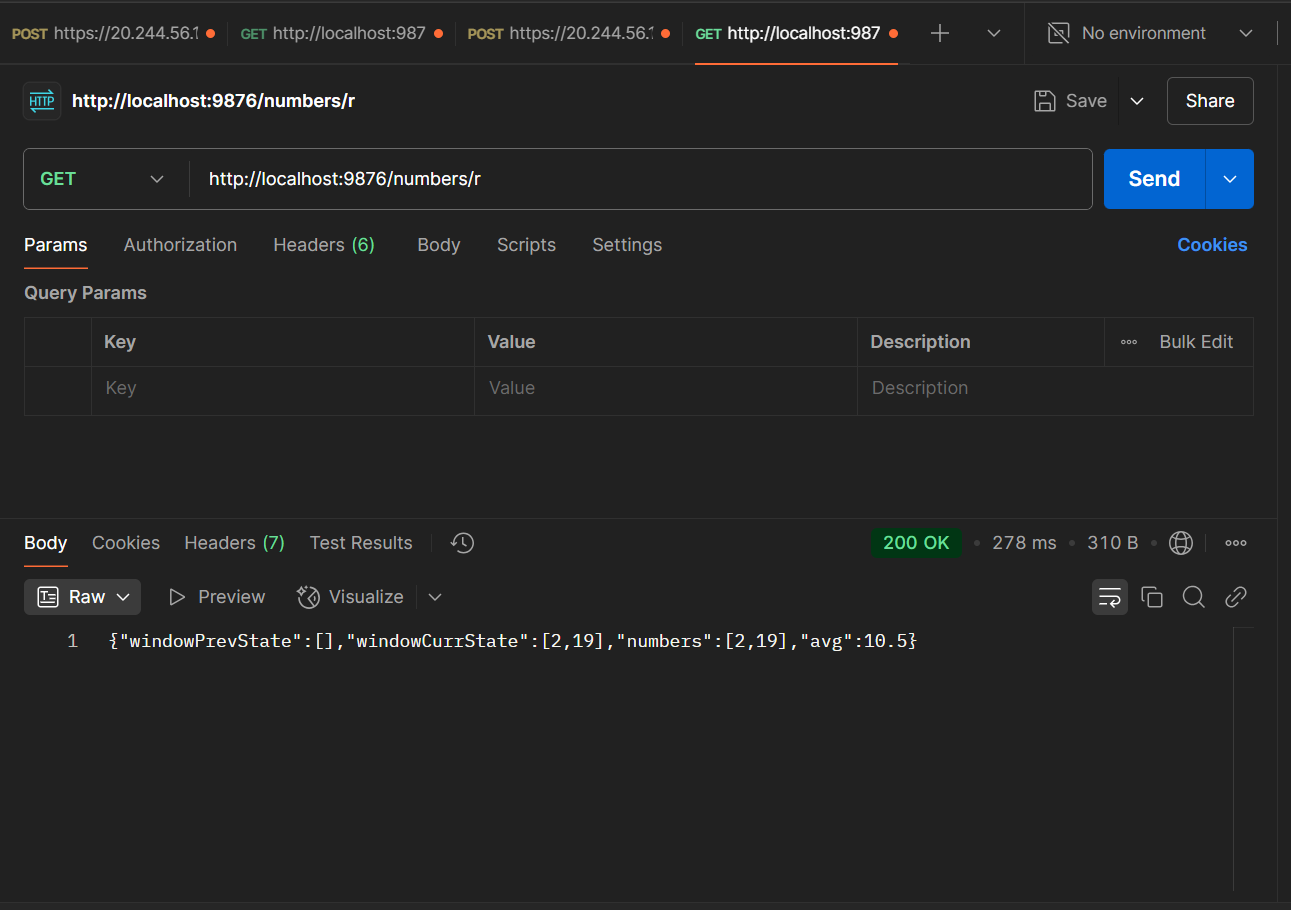 POST https://20.244.56.1 GET http://localhost:987 POST https://20.244.56.1 GET http://localhost:987 No environment
HTTP http://localhost:9876/numbers/r Save Share
GET http://localhost:9876/numbers/r Send
Params Authorization Headers (6) Body Scripts Settings Cookies
Query Params
Key Value Description Bulk Edit
Key Value Description
Body Cookies Headers (7) Test Results 200 OK 278 ms 310 B
Raw Preview Visualize
1 {"windowPrevState":[],"windowCurrState":[2,19],"numbers":[2,19],"avg":10.5}